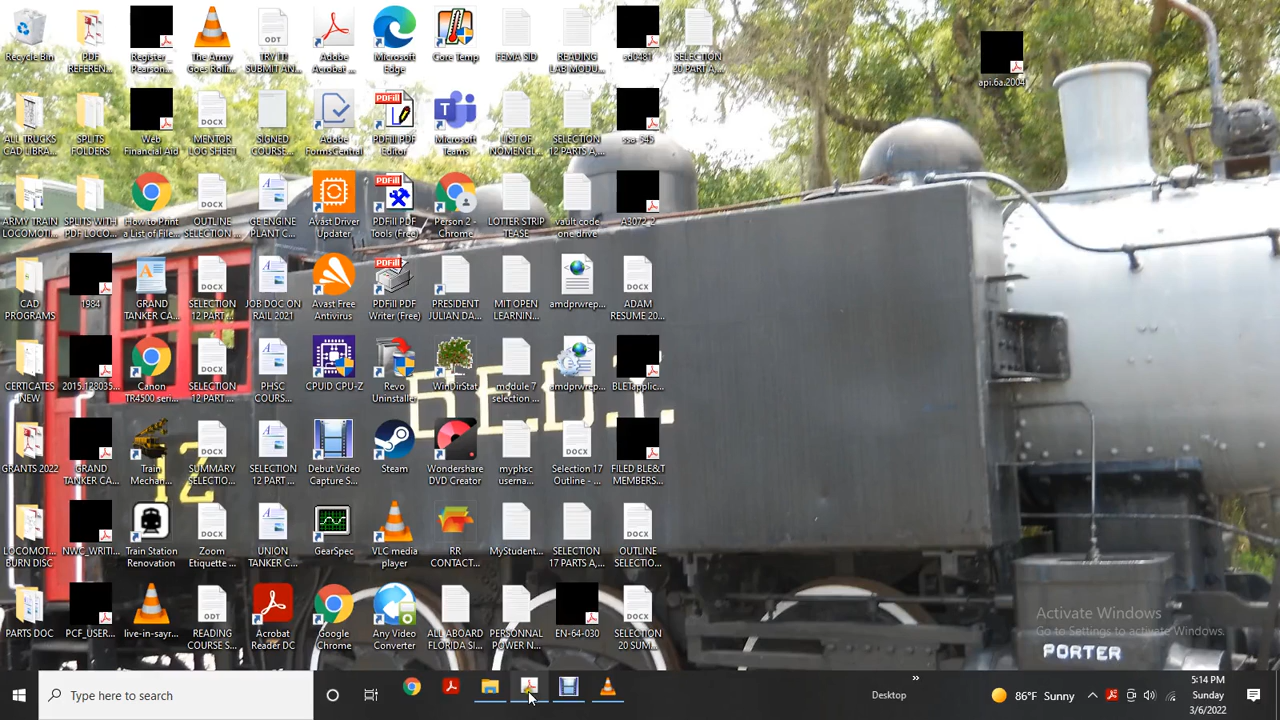 Recycle Bin
PDF REFEREN...
Register _ Pearson...
The Army Goes Rolli...
TRY IT! SUBMIT AN...
Adobe Acrobat ...
Microsoft Edge
Core Temp
FEMA SID
READING LAB MODU...
sf0481
SELECTION 20 PART A,...
api.6a.2004
ALL TRUCKS CAD LIBRA...
SPLITS FOLDERS
Web Financial Aid
MENTOR LOG SHEET
SIGNED COURSE...
Adobe FormsCentral
PDFill PDF Editor
Microsoft Teams
LIST OF NOMENCL...
SELECTION 12 PARTS A,...
ssa-545
ARMY TRAIN LOCOMOTI...
SPLITS WITH PDF LOCO...
How to Print a List of File...
OUTLINE SELECTION...
GE ENGINE PLANT C...
Avast Driver Updater
PDFill PDF Tools (Free)
Person 2 - Chrome
LOTTER STRIP TEASE
vault code one drive
A8072_2
CAD PROGRAMS
1984
GRAND TANKER CA...
SELECTION 12 PART ...
JOB DOC ON RAIL 2021
Avast Free Antivirus
PDFill PDF Writer (Free)
PRESIDENT JULIAN DA...
MIT OPEN LEARNIN...
amdprwrep...
ADAM RESUME 20...
CERTICATES NEW
2015.128035...
Canon TR4500 seri...
SELECTION 12 PART ...
PHSC COURS...
CPUID CPU-Z
Revo Uninstaller
WinDirStat
module 7 selection ...
amdprwrep...
BLETapplic...
GRANTS 2022
GRAND TANKER CA...
Train Mechan...
SUMMARY SELECTIO...
SELECTION 12 PART ...
Debut Video Capture S...
Steam
Wondershare DVD Creator
myphsc userna...
Selection 17 Outline - ...
FILED BLE&T MEMBERS...
12
LOCOMOT... BURN DISC
NWC_WRITI...
Train Station Renovation
Zoom Etiquette ...
UNION TANKER C...
GearSpec
VLC media player
RR CONTACT...
MyStudent...
SELECTION 17 PARTS A,...
OUTLINE SELECTIO...
PARTS DOC
PCF_USER...
live-in-sayr...
READING COURSE S...
Acrobat Reader DC
Google Chrome
Any Video Converter
ALL ABOARD FLORIDA SI...
PERSONNAL POWER N...
EN-64-030
SELECTION 20 SUM...
Activate Windows
Go to Settings to activate Windows.
PORTER
Type here to search
Desktop
86°F Sunny
5:14 PM
Sunday
3/6/2022